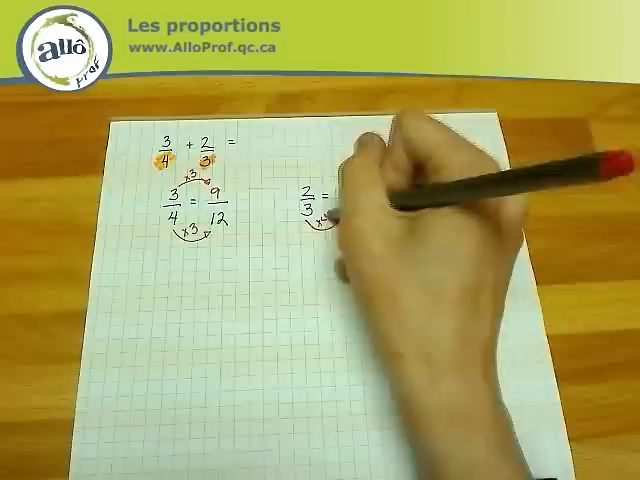 Les proportions
www.AlloProf.qc.ca
allô
prof
3/4 + 2/3 =
x3
3/4 = 9/12
2/3 =
x3